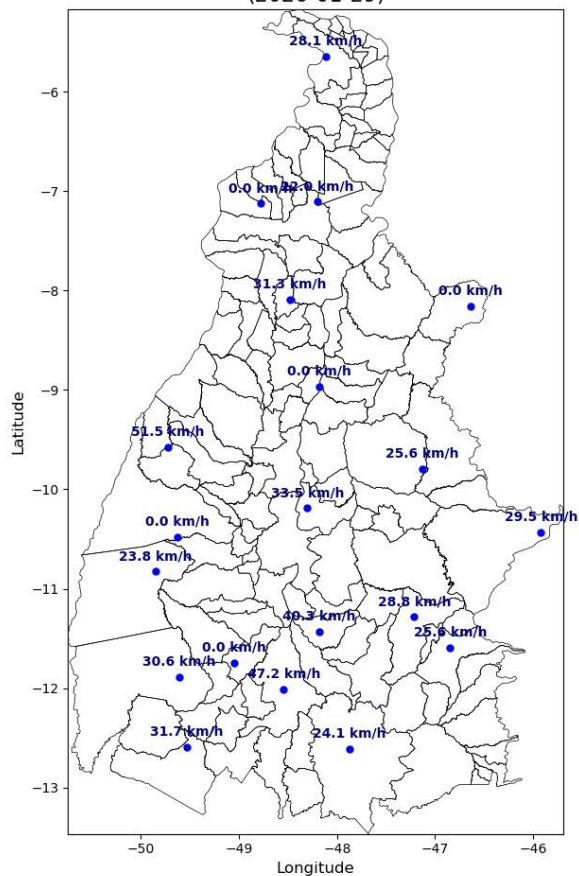 28.1 km/h
0.0 km/h
31.3 km/h
0.0 km/h
0.0 km/h
51.5 km/h
25.6 km/h
33.5 km/h
29.5 km/h
0.0 km/h
23.8 km/h
28.8 km/h
40.3 km/h
25.6 km/h
0.0 km/h
30.6 km/h
47.2 km/h
31.7 km/h
24.1 km/h
−6
−7
−8
−9
−10
−11
−12
−13
Latitude
−50
−49
−48
−47
−46
Longitude